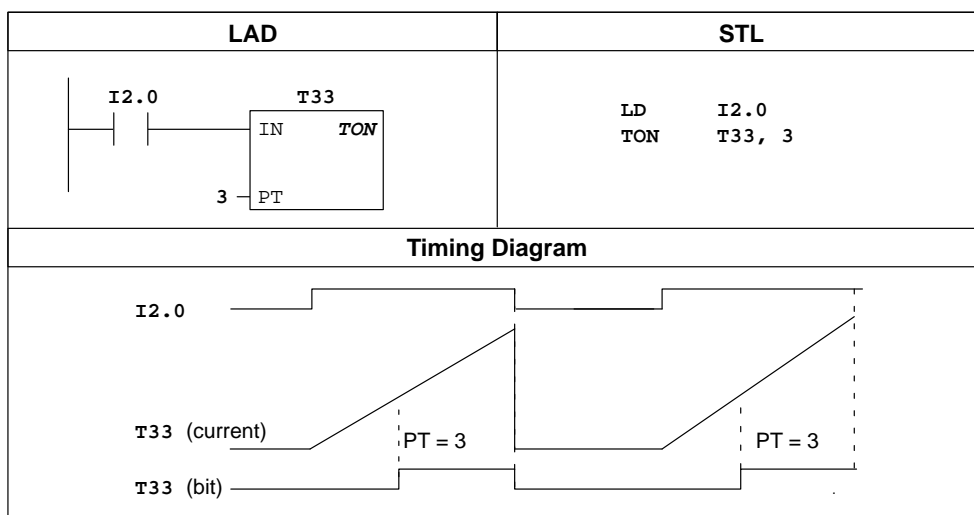 LAD
STL
I2.0
T33
IN TON
3 PT
LD I2.0
TON T33, 3
Timing Diagram
I2.0
T33 (current)
PT = 3
PT = 3
T33 (bit)